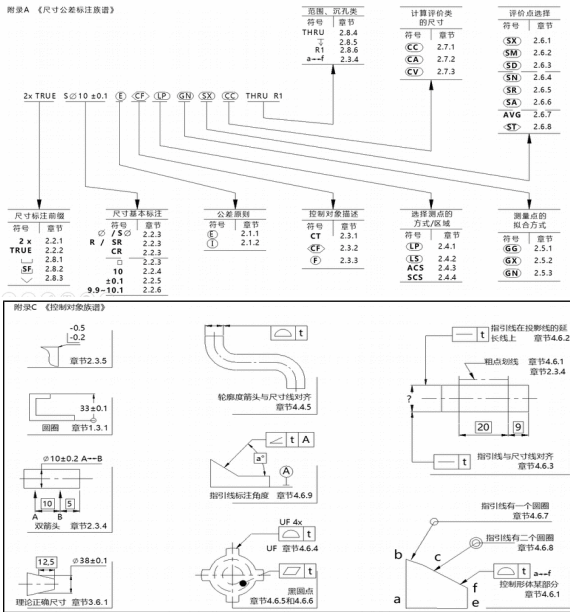 附录A 《尺寸公差标注族谱》
范围、沉孔类
符号 章节
THRU 2.8.4
↧ 2.8.5
R1 2.8.6
a↔f 2.3.4
计算评价类
的尺寸
符号 章节
CC 2.7.1
CA 2.7.2
CV 2.7.3
评价点选择
符号 章节
SX 2.6.1
SM 2.6.2
SD 2.6.3
SN 2.6.4
SR 2.6.5
SA 2.6.6
AVG 2.6.7
ST 2.6.8
2x TRUE S∅10 ±0.1 E CF LP GN SX CC THRU R1
尺寸标注前缀
符号 章节
2 x 2.2.1
TRUE 2.2.2
⌴ 2.8.1
SF 2.8.2
⌵ 2.8.3
尺寸基本标注
符号 章节
∅ / S∅ 2.2.3
R / SR 2.2.3
CR 2.2.3
□ 2.2.3
10 2.2.4
±0.1 2.2.5
9.9~10.1 2.2.6
公差原则
符号 章节
E 2.1.1
I 2.1.2
控制对象描述
符号 章节
CT 2.3.1
CF 2.3.2
F 2.3.3
选择测点的
方式/区域
符号 章节
LP 2.4.1
LS 2.4.2
ACS 2.4.3
SCS 2.4.4
测量点的
拟合方式
符号 章节
GG 2.5.1
GX 2.5.2
GN 2.5.3
附录C 《控制对象族谱》
-0.5
-0.2
章节2.3.5
33±0.1
圆圈 章节1.3.1
∅10±0.2 A↔B
10 5
A B
双箭头 章节2.3.4
12,5 ∅38±0.1
理论正确尺寸 章节3.6.1
t
轮廓度箭头与尺寸线对齐
章节4.4.5
∠ t A
a°
A
指引线标注角度 章节4.6.9
UF 4x
t
UF 章节4.6.4
t
黑圆点
章节4.6.5和4.6.6
t 指引线在投影线的延
长线上 章节4.6.2
粗点划线 章节4.6.1
章节2.3.4
?
20 9
t 指引线与尺寸线对齐
章节4.6.3
指引线有一个圆圈
章节4.6.7
指引线有二个圆圈
章节4.6.8
b
c
t a↔f
f 控制形体某部分
章节4.6.1
a e